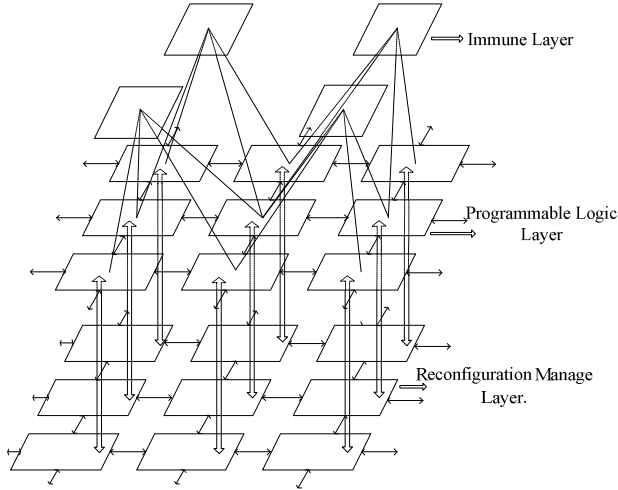 Immune Layer
Programmable Logic
Layer
Reconfiguration Manage
Layer.